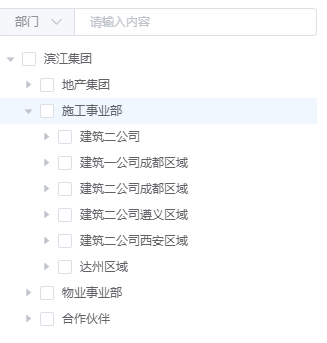 部门 请输入内容
滨江集团
地产集团
施工事业部
建筑二公司
建筑一公司成都区域
建筑二公司成都区域
建筑二公司遵义区域
建筑二公司西安区域
达州区域
物业事业部
合作伙伴